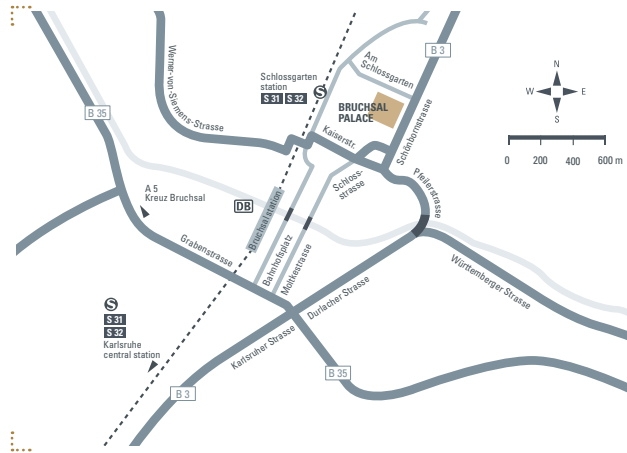 B 3
Am
Schlossgarten
Schlossgarten
station
S
S 31 S 32
Werner-von-Siemens-Strasse
BRUCHSAL
PALACE
B 35
Kaiserstr.
Schönbornstrasse
N
W E
S
0 200 400 600 m
Schloss-
strasse
Pfeilerstrasse
A 5
Kreuz Bruchsal
DB
Bruchsal station
Bahnhofsplatz
Moltkestrasse
Grabenstrasse
Württemberger Strasse
Durlacher Strasse
S
S 31
S 32
Karlsruhe
central station
Karlsruher Strasse
B 35
B 3